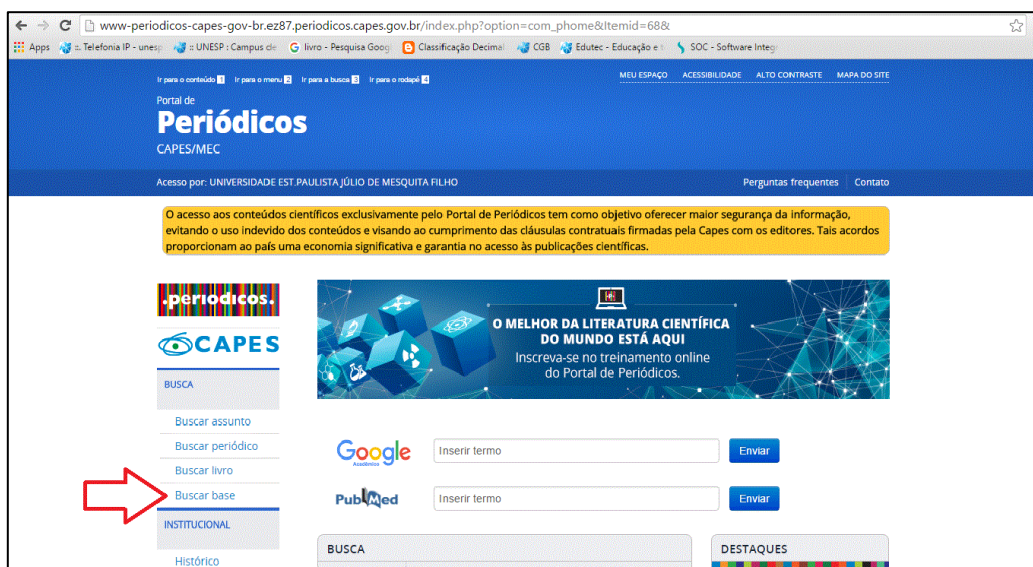 www-periodicos-capes-gov-br.ez87.periodicos.capes.gov.br/index.php?option=com_phome&Itemid=68&
Apps :. Telefonia IP - unesp :: UNESP : Campus de livro - Pesquisa Goog Classificação Decimal CGB Edutec - Educação e t SOC - Software Integr
Ir para o conteúdo 1 Ir para o menu 2 Ir para a busca 3 Ir para o rodapé 4 MEU ESPAÇO ACESSIBILIDADE ALTO CONTRASTE MAPA DO SITE
Portal de
Periódicos
CAPES/MEC
Acesso por: UNIVERSIDADE EST.PAULISTA JÚLIO DE MESQUITA FILHO Perguntas frequentes Contato
O acesso aos conteúdos científicos exclusivamente pelo Portal de Periódicos tem como objetivo oferecer maior segurança da informação,
evitando o uso indevido dos conteúdos e visando ao cumprimento das cláusulas contratuais firmadas pela Capes com os editores. Tais acordos
proporcionam ao país uma economia significativa e garantia no acesso às publicações científicas.
.periodicos.
CAPES
O MELHOR DA LITERATURA CIENTÍFICA
DO MUNDO ESTÁ AQUI
Inscreva-se no treinamento online
do Portal de Periódicos.
BUSCA
Buscar assunto
Buscar periódico
Buscar livro
Buscar base
INSTITUCIONAL
Histórico
Google Acadêmico Inserir termo Enviar
PubMed Inserir termo Enviar
BUSCA
DESTAQUES